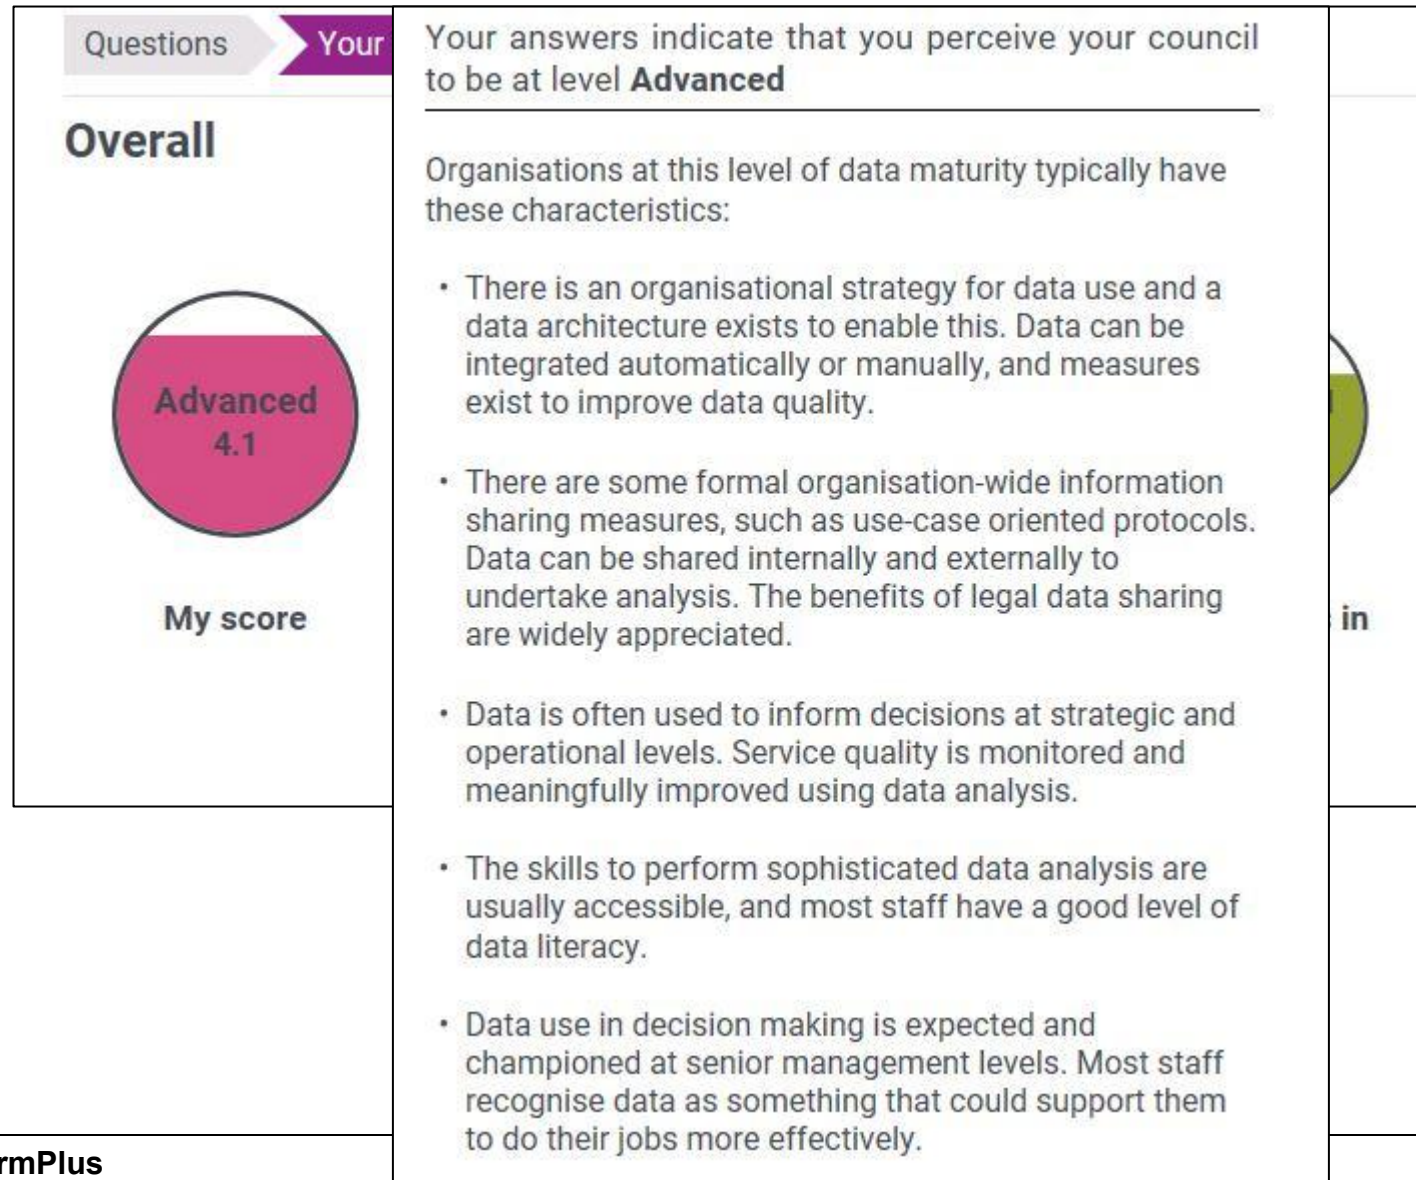 Questions
Your
Overall
Advanced
4.1
My score
Your answers indicate that you perceive your council
to be at level Advanced
Organisations at this level of data maturity typically have
these characteristics:
• There is an organisational strategy for data use and a
data architecture exists to enable this. Data can be
integrated automatically or manually, and measures
exist to improve data quality.
• There are some formal organisation-wide information
sharing measures, such as use-case oriented protocols.
Data can be shared internally and externally to
undertake analysis. The benefits of legal data sharing
are widely appreciated.
• Data is often used to inform decisions at strategic and
operational levels. Service quality is monitored and
meaningfully improved using data analysis.
• The skills to perform sophisticated data analysis are
usually accessible, and most staff have a good level of
data literacy.
• Data use in decision making is expected and
championed at senior management levels. Most staff
recognise data as something that could support them
to do their jobs more effectively.
in
rmPlus